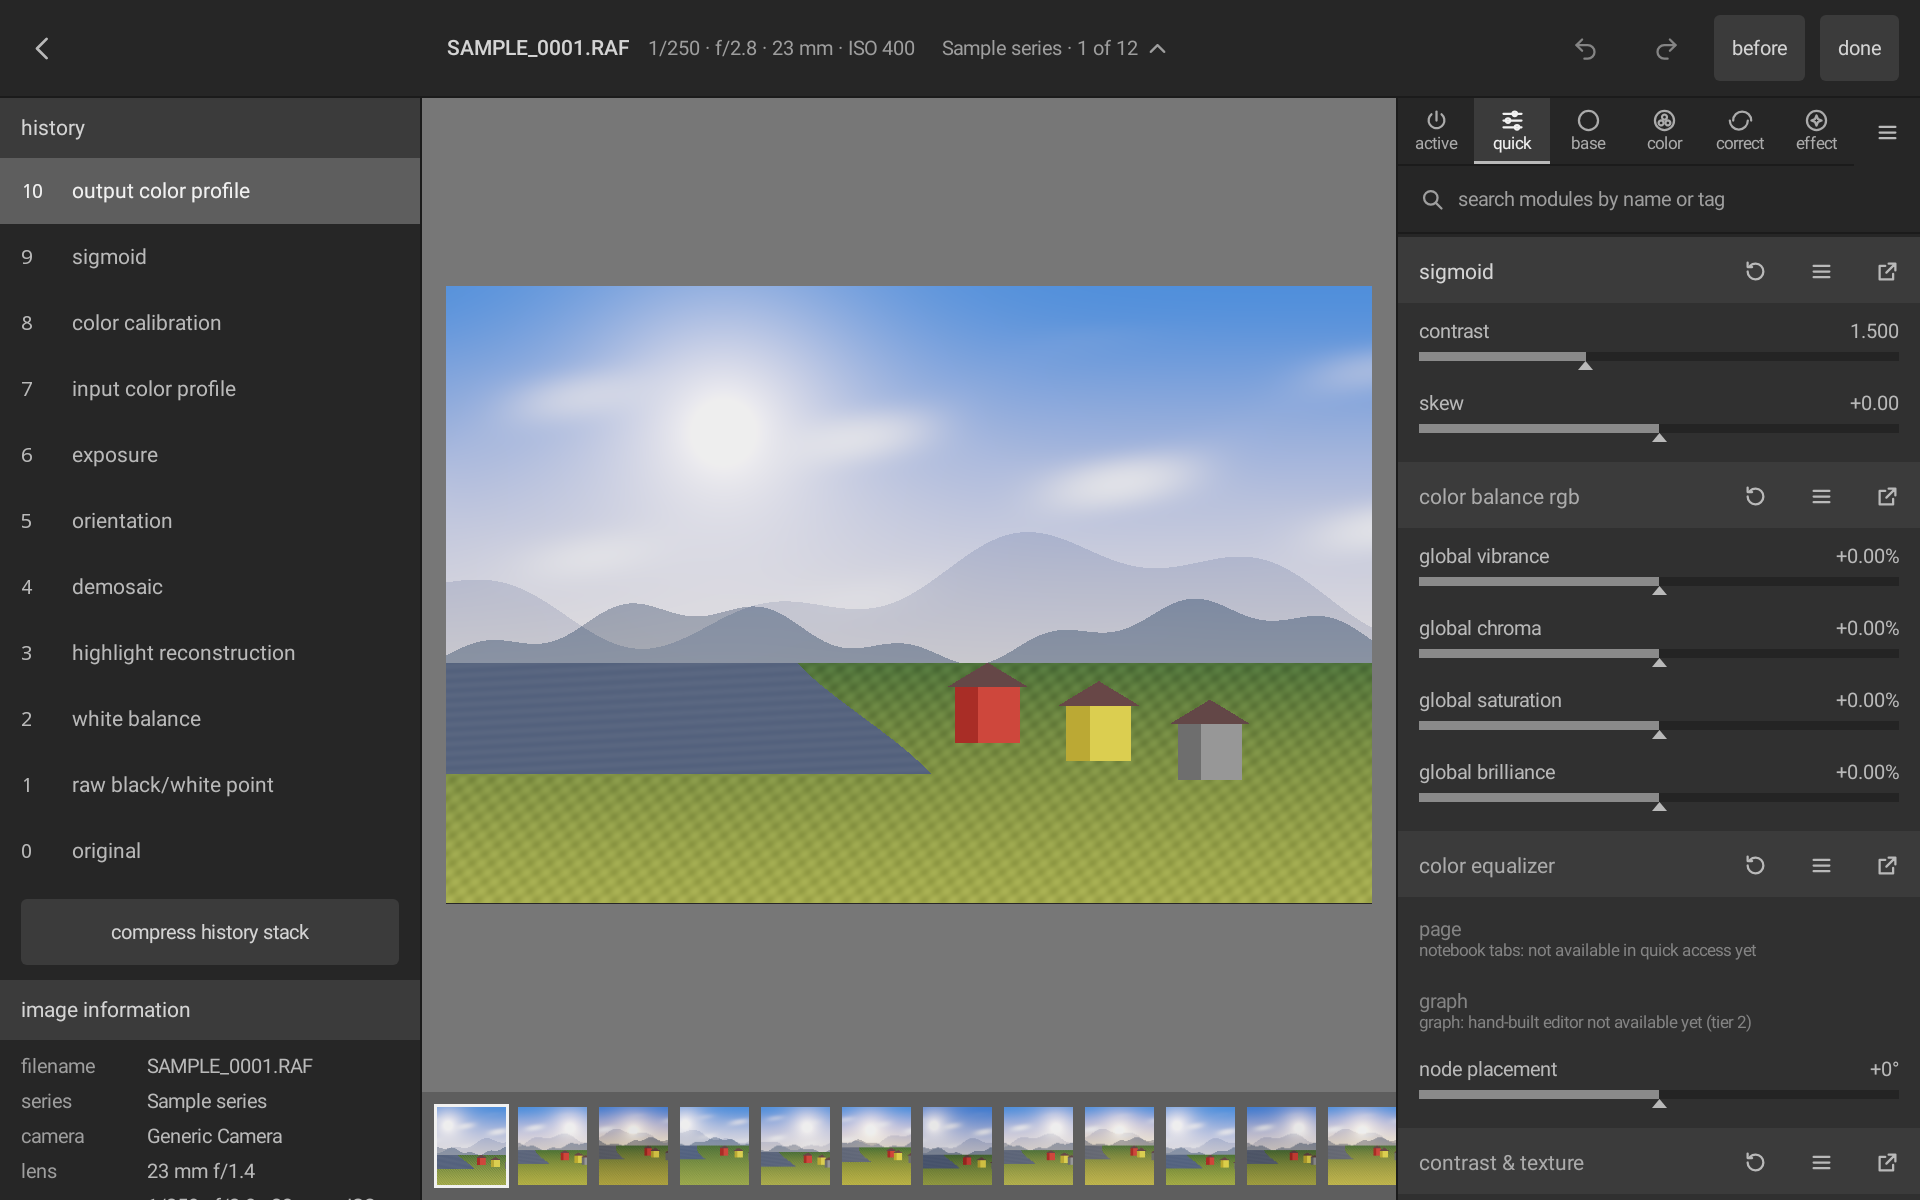 SAMPLE_0001.RAF 1/250 · f/2.8 · 23 mm · ISO 400 Sample series · 1 of 12
before
done
history
10 output color profile
9 sigmoid
8 color calibration
7 input color profile
6 exposure
5 orientation
4 demosaic
3 highlight reconstruction
2 white balance
1 raw black/white point
0 original
compress history stack
image information
filename SAMPLE_0001.RAF
series Sample series
camera Generic Camera
lens 23 mm f/1.4
active quick base color correct effect
search modules by name or tag
sigmoid
contrast 1.500
skew +0.00
color balance rgb
global vibrance +0.00%
global chroma +0.00%
global saturation +0.00%
global brilliance +0.00%
color equalizer
page
notebook tabs: not available in quick access yet
graph
graph: hand-built editor not available yet (tier 2)
node placement +0°
contrast & texture